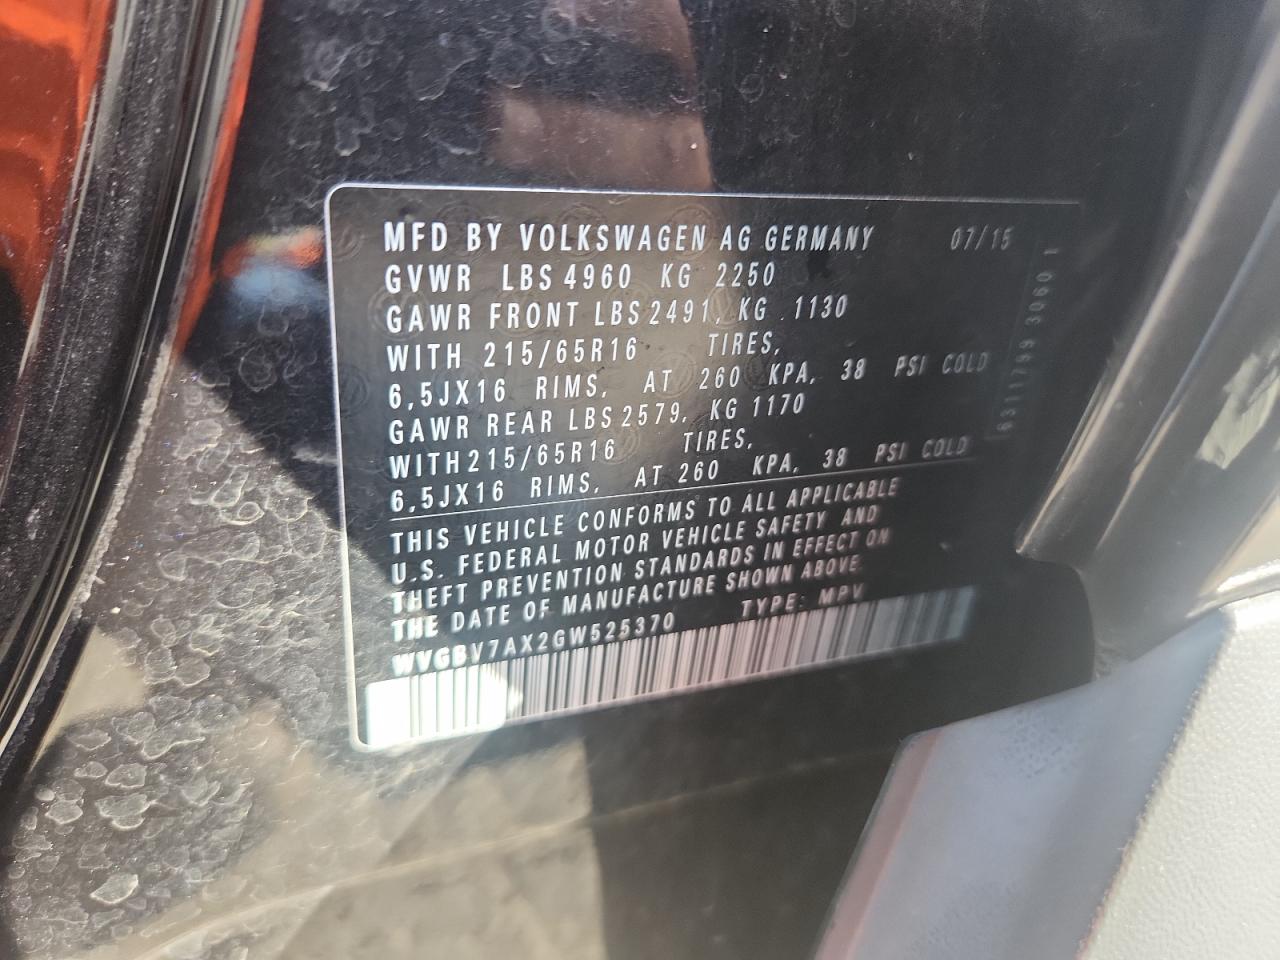 MFD BY VOLKSWAGEN AG GERMANY 07/15
GVWR LBS 4960 KG 2250
GAWR FRONT LBS 2491, KG 1130
WITH 215/65R16 TIRES,
6,5JX16 RIMS, AT 260 KPA, 38 PSI COLD
GAWR REAR LBS 2579, KG 1170
WITH 215/65R16 TIRES,
6,5JX16 RIMS, AT 260 KPA, 38 PSI COLD
THIS VEHICLE CONFORMS TO ALL APPLICABLE
U.S. FEDERAL MOTOR VEHICLE SAFETY AND
THEFT PREVENTION STANDARDS IN EFFECT ON
THE DATE OF MANUFACTURE SHOWN ABOVE.
WVGBV7AX2GW525370 TYPE: MPV